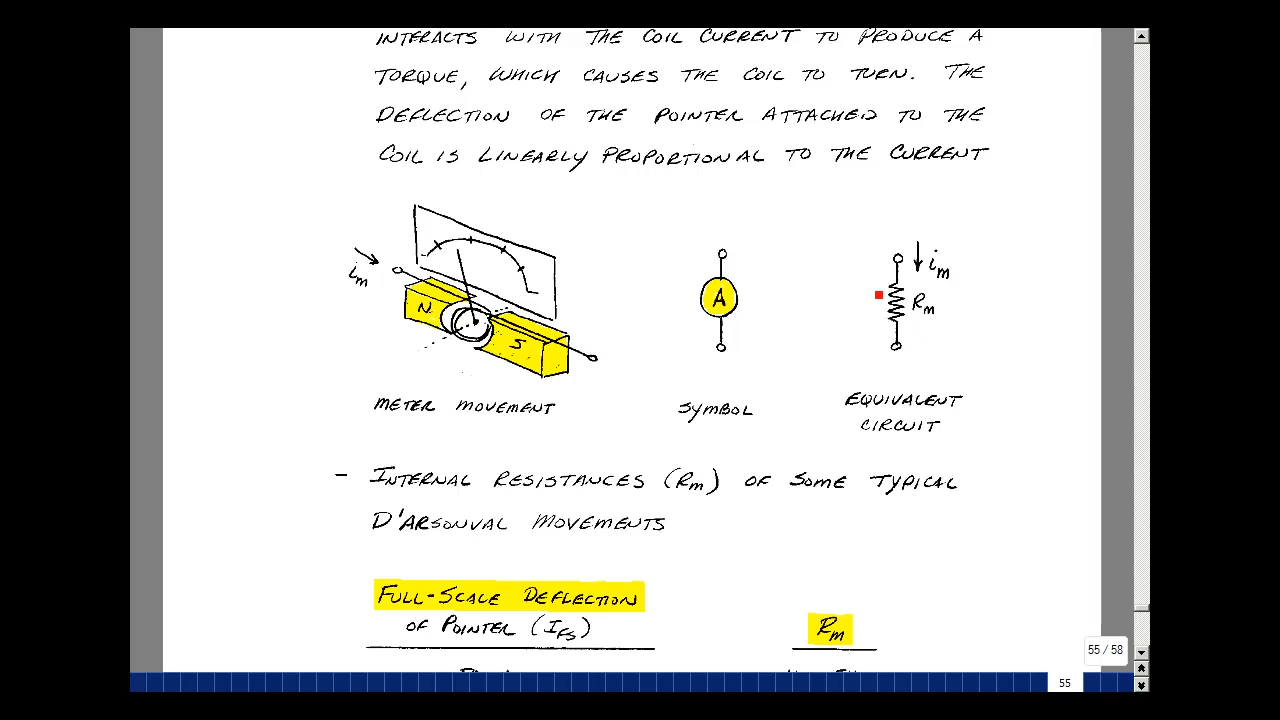 INTERACTS WITH THE COIL CURRENT TO PRODUCE A
TORQUE, WHICH CAUSES THE COIL TO TURN. THE
DEFLECTION OF THE POINTER ATTACHED TO THE
COIL IS LINEARLY PROPORTIONAL TO THE CURRENT
im
N
S
A
im
Rm
METER MOVEMENT
SYMBOL
EQUIVALENT
CIRCUIT
- INTERNAL RESISTANCES (Rm) OF SOME TYPICAL
D'ARSONVAL MOVEMENTS
FULL-SCALE DEFLECTION
OF POINTER (IFS)
Rm
55 / 58
55